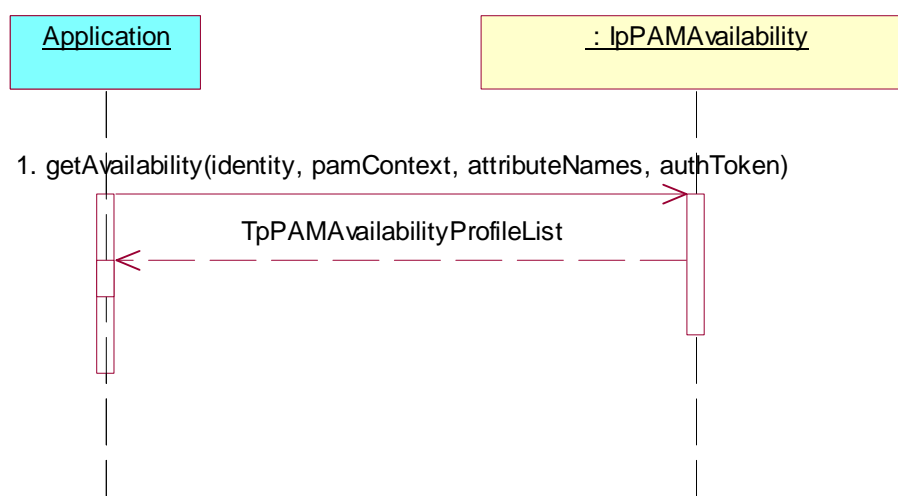 Application
: IpPAMAvailability
1. getAvailability(identity, pamContext, attributeNames, authToken)
TpPAMAvailabilityProfileList